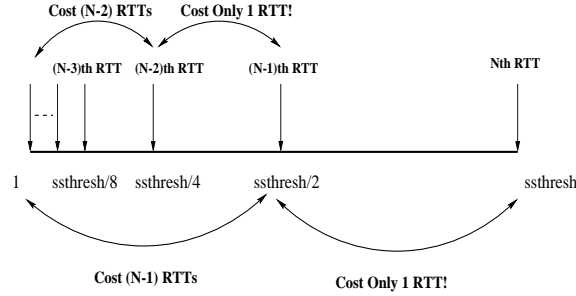 Cost (N-2) RTTs Cost Only 1 RTT!
(N-3)th RTT (N-2)th RTT (N-1)th RTT Nth RTT
1 ssthresh/8 ssthresh/4 ssthresh/2 ssthresh
Cost (N-1) RTTs Cost Only 1 RTT!